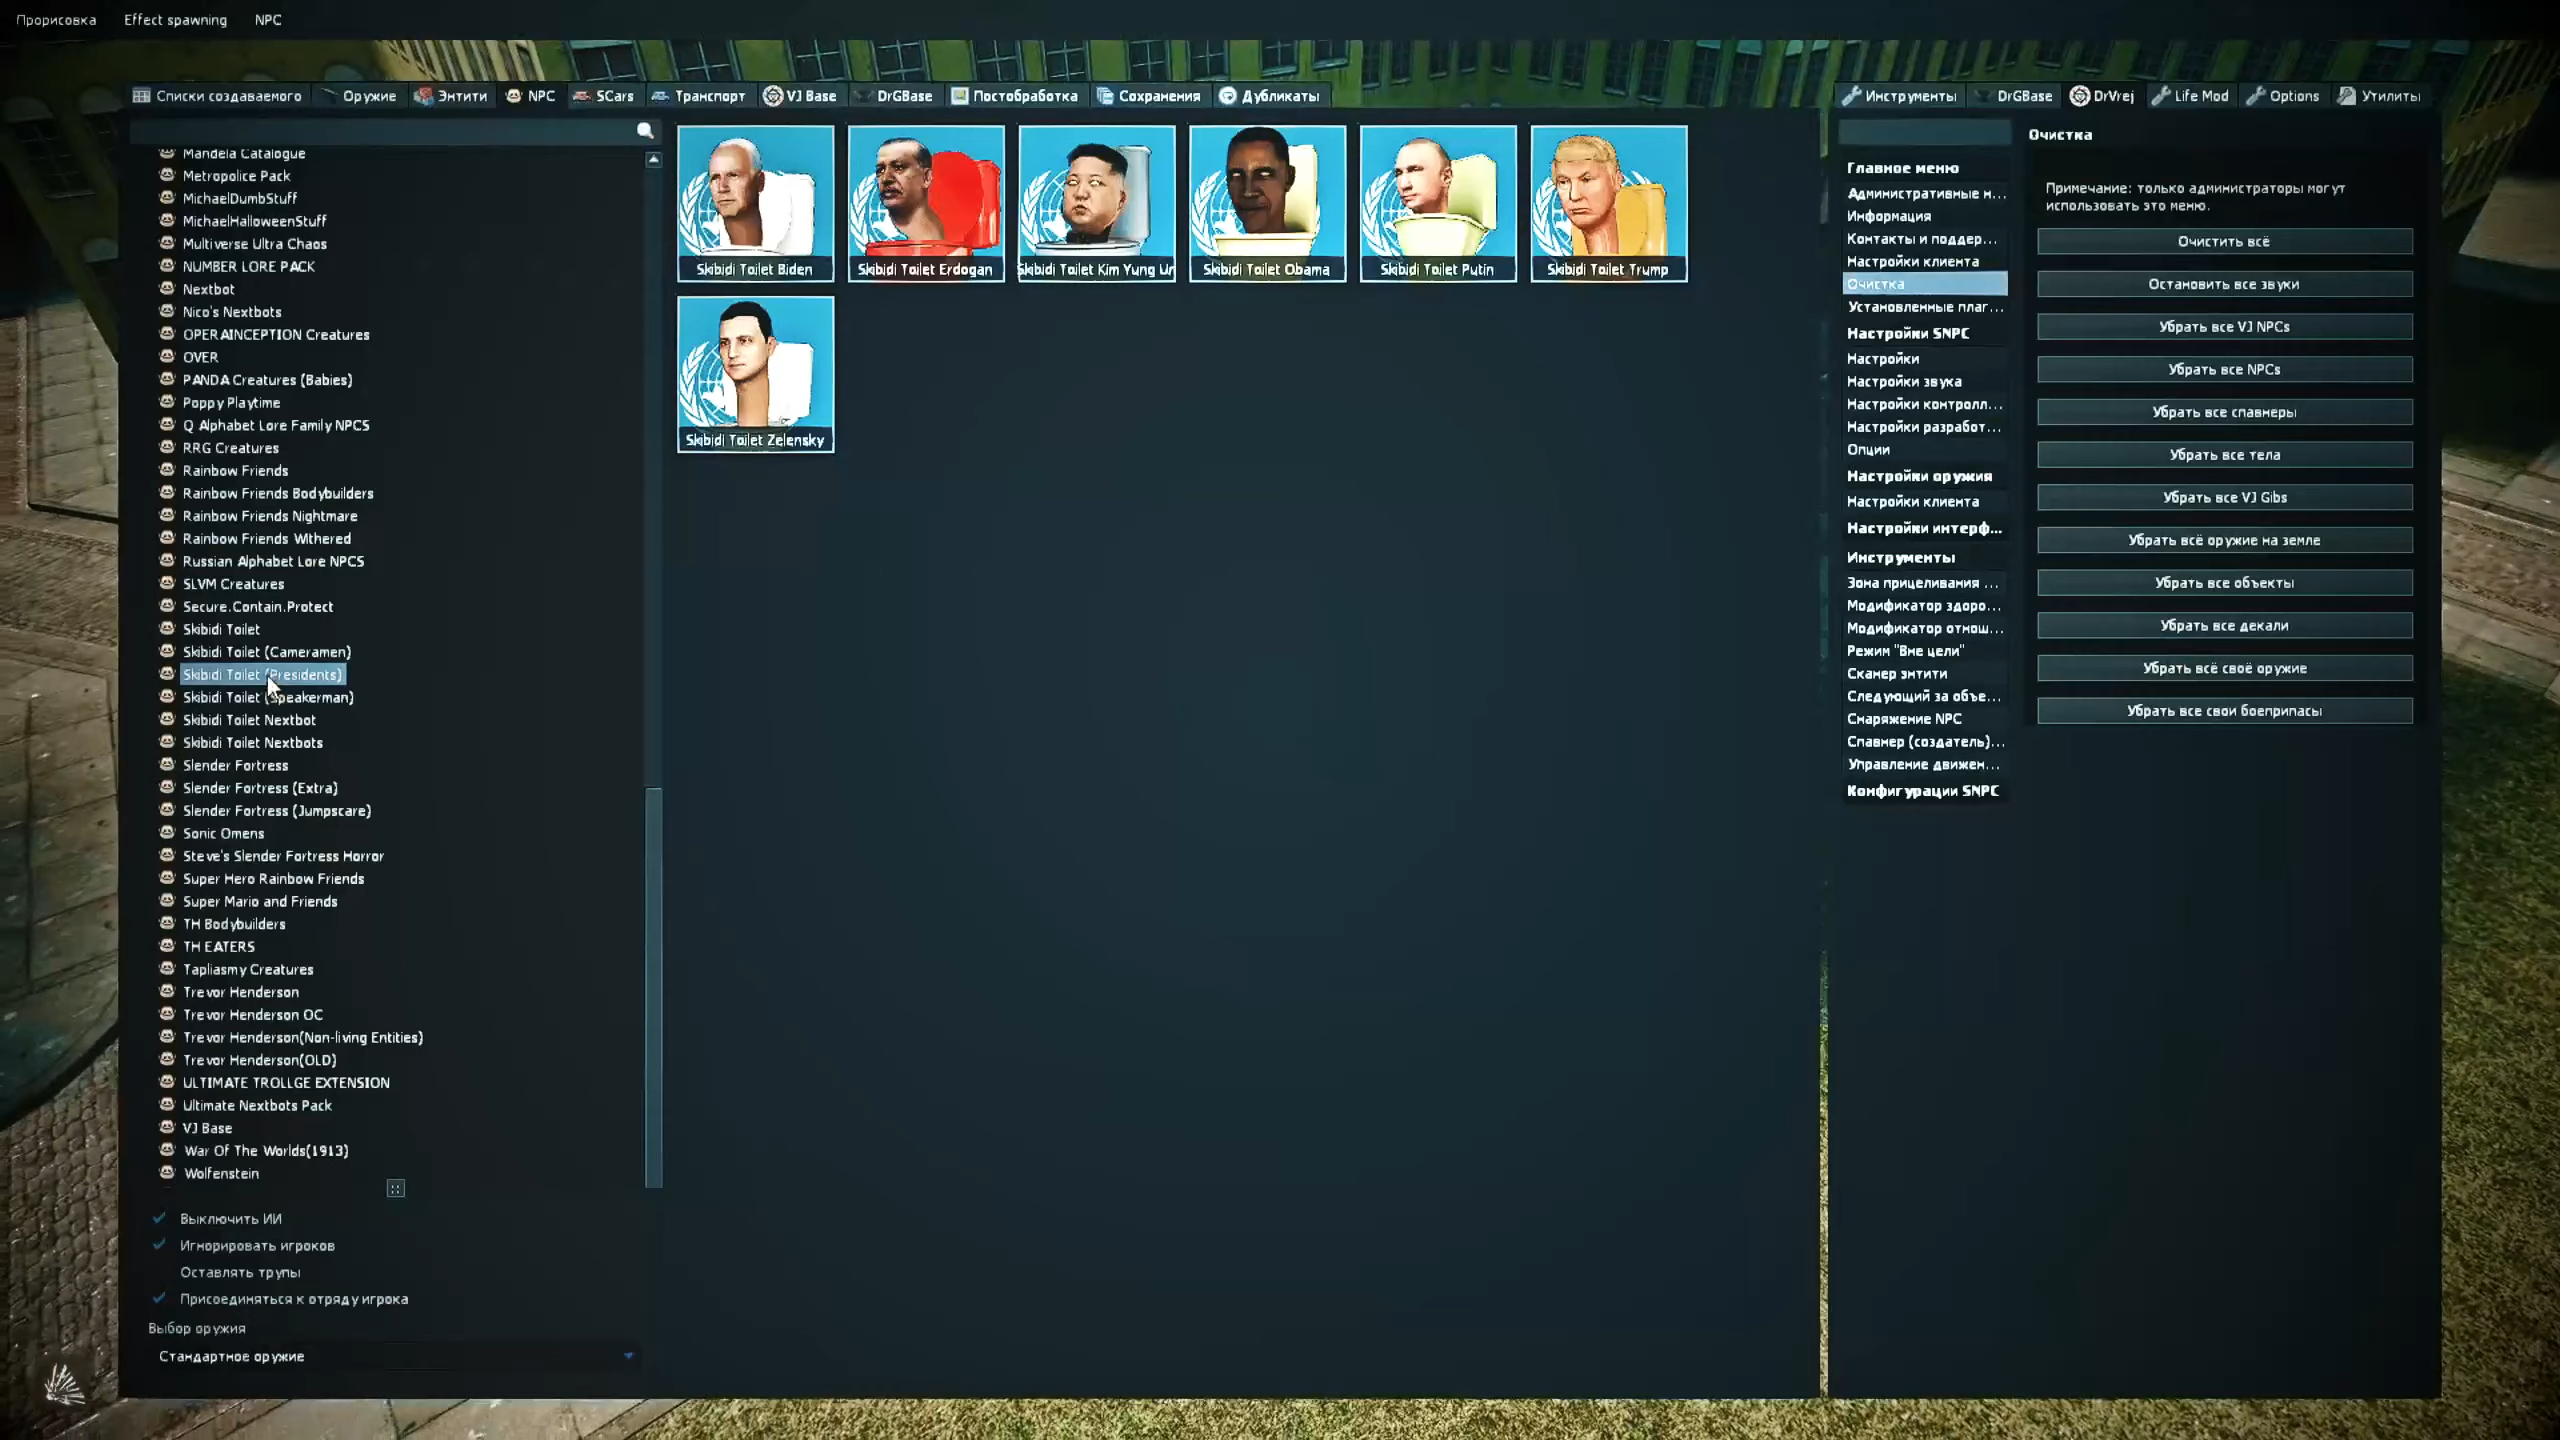 Прорисовка Effect spawning NPC
Списки создаваемого Оружие Энтити NPC SCars Транспорт VJ Base DrGBase Постобработка Сохранения Дубликаты
Mandela Catalogue
Metropolice Pack
MichaelDumbStuff
MichaelHalloweenStuff
Multiverse Ultra Chaos
NUMBER LORE PACK
Nextbot
Nico's Nextbots
OPERAINCEPTION Creatures
OVER
PANDA Creatures (Babies)
Poppy Playtime
Q Alphabet Lore Family NPCS
RRG Creatures
Rainbow Friends
Rainbow Friends Bodybuilders
Rainbow Friends Nightmare
Rainbow Friends WIthered
Russian Alphabet Lore NPCS
SLVM Creatures
Secure.Contain.Protect
Skibidi Toilet
Skibidi Toilet (Cameramen)
Skibidi Toilet (Presidents)
Skibidi Toilet (Speakerman)
Skibidi Toilet Nextbot
Skibidi Toilet Nextbots
Slender Fortress
Slender Fortress (Extra)
Slender Fortress (Jumpscare)
Sonic Omens
Steve's Slender Fortress Horror
Super Hero Rainbow Friends
Super Mario and Friends
TH Bodybuilders
TH EATERS
Tapliasmy Creatures
Trevor Henderson
Trevor Henderson OC
Trevor Henderson(Non-living Entities)
Trevor Henderson(OLD)
ULTIMATE TROLLGE EXTENSION
Ultimate Nextbots Pack
VJ Base
War Of The Worlds(1913)
Wolfenstein
Выключить ИИ
Игнорировать игроков
Оставлять трупы
Присоединяться к отряду игрока
Выбор оружия
Стандартное оружие
Skibidi Toilet Biden
Skibidi Toilet Erdogan
Skibidi Toilet Kim Yung Un
Skibidi Toilet Obama
Skibidi Toilet Putin
Skibidi Toilet Trump
Skibidi Toilet Zelensky
Инструменты DrGBase DrVrej Life Mod Options Утилиты
Главное меню
Административные н...
Информация
Контакты и поддер...
Настройки клиента
Очистка
Установленные плаг...
Настройки SNPC
Настройки
Настройки звука
Настройки контролл...
Настройки разработ...
Опции
Настройки оружия
Настройки клиента
Настройки интерф...
Инструменты
Зона прицеливания ...
Модификатор здоро...
Модификатор отнош...
Режим "Вне цели"
Сканер энтити
Следующий за объе...
Снаряжение NPC
Спавнер (создатель)...
Управление движен...
Конфигурации SNPC
Очистка
Примечание: только администраторы могут
использовать это меню.
Очистить всё
Остановить все звуки
Убрать все VJ NPCs
Убрать все NPCs
Убрать все спавнеры
Убрать все тела
Убрать все VJ Gibs
Убрать всё оружие на земле
Убрать все объекты
Убрать все декали
Убрать всё своё оружие
Убрать все свои боеприпасы